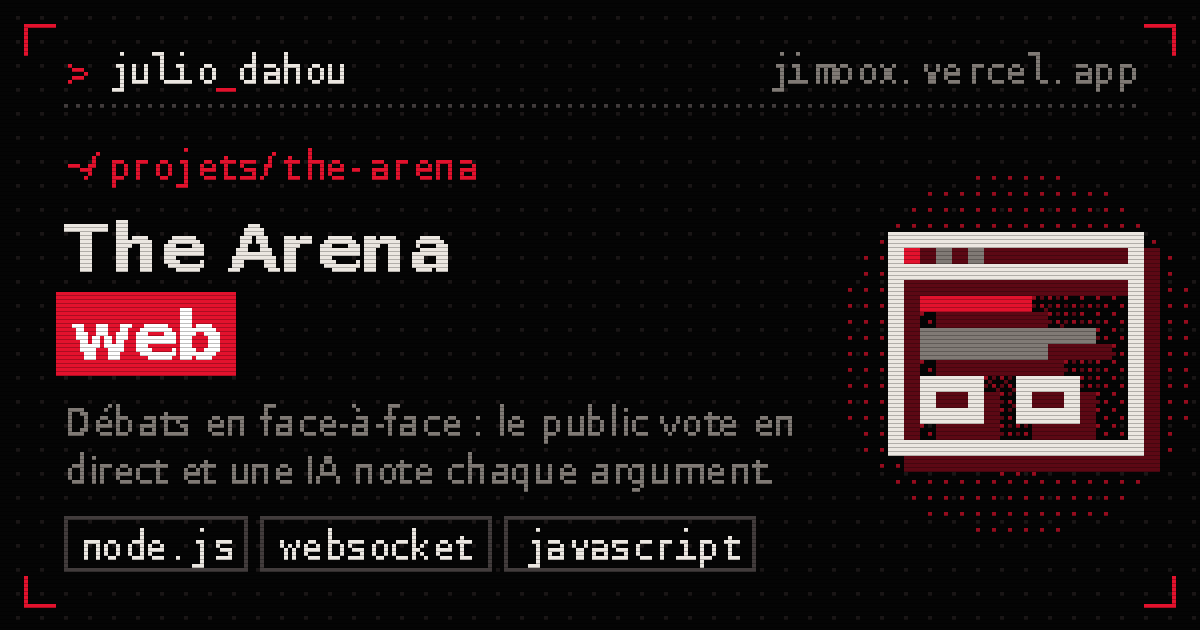 > julio_dahou
jimoox.vercel.app
~/projets/the-arena
The Arena
web
Débats en face-à-face : le public vote en
direct et une IA note chaque argument
node.js websocket javascript